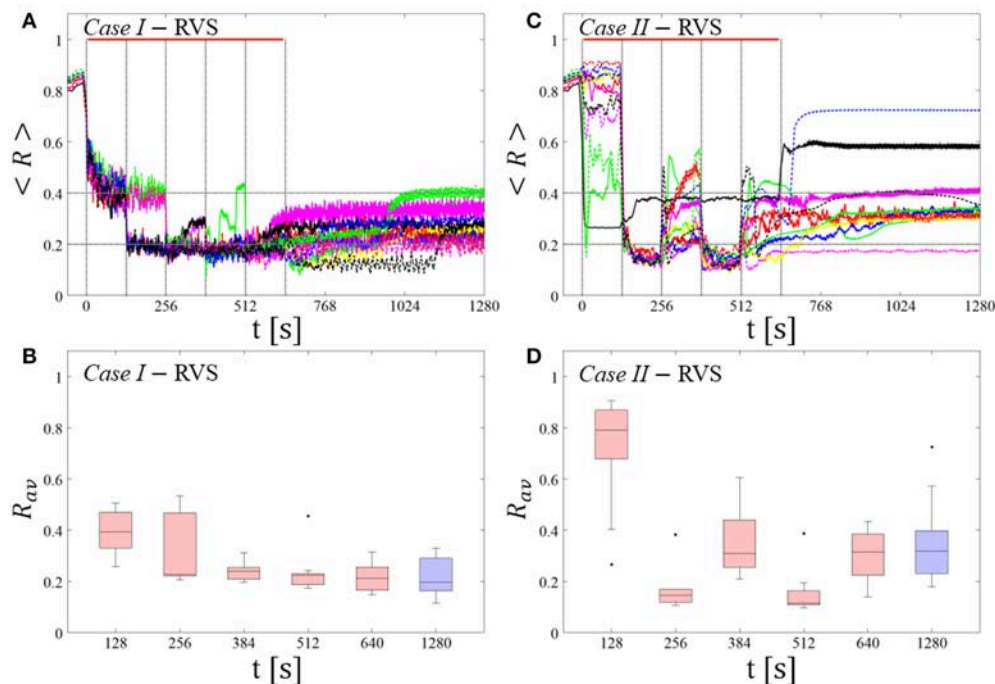 A
Case I – RVS
1
0.8
0.6
0.4
0.2
0
< R >
0 256 512 768 1024 1280
t [s]
C
Case II – RVS
1
0.8
0.6
0.4
0.2
0
< R >
0 256 512 768 1024 1280
t [s]
B
Case I – RVS
1
0.8
0.6
0.4
0.2
0
R_av
128 256 384 512 640 1280
t [s]
D
Case II – RVS
1
0.8
0.6
0.4
0.2
0
R_av
128 256 384 512 640 1280
t [s]